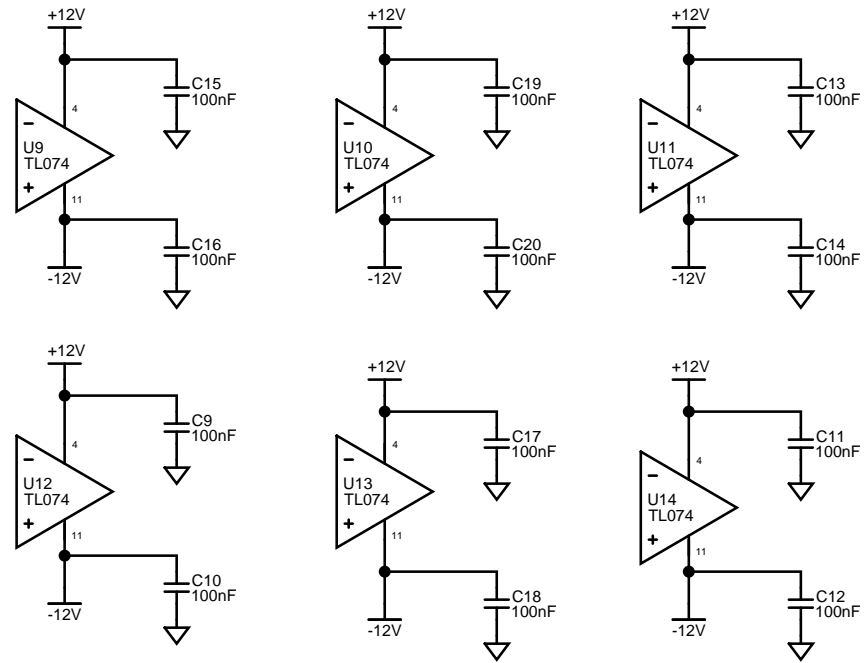 +12V
C15
100nF
4
−
U9
TL074
+
11
C16
100nF
-12V
+12V
C19
100nF
4
−
U10
TL074
+
11
C20
100nF
-12V
+12V
C13
100nF
4
−
U11
TL074
+
11
C14
100nF
-12V
+12V
C9
100nF
4
−
U12
TL074
+
11
C10
100nF
-12V
+12V
C17
100nF
4
−
U13
TL074
+
11
C18
100nF
-12V
+12V
C11
100nF
4
−
U14
TL074
+
11
C12
100nF
-12V